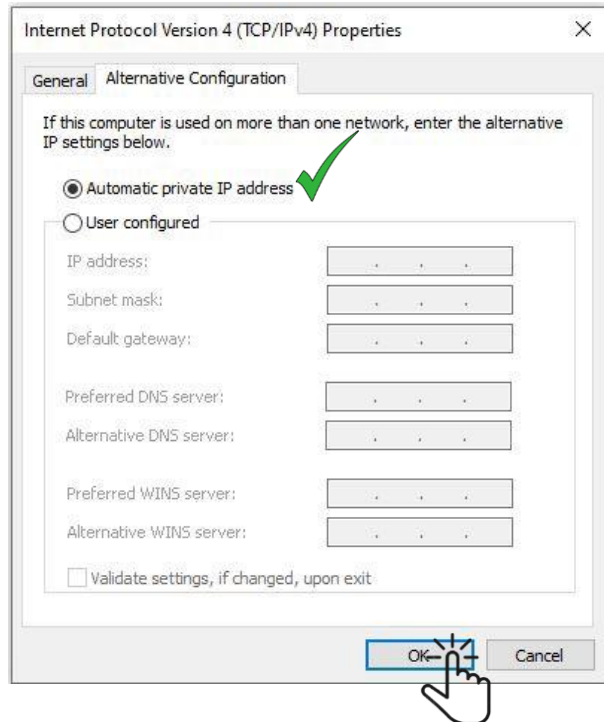 Internet Protocol Version 4 (TCP/IPv4) Properties
General
Alternative Configuration
If this computer is used on more than one network, enter the alternative
IP settings below.
Automatic private IP address
User configured
IP address:
Subnet mask:
Default gateway:
Preferred DNS server:
Alternative DNS server:
Preferred WINS server:
Alternative WINS server:
Validate settings, if changed, upon exit
OK
Cancel